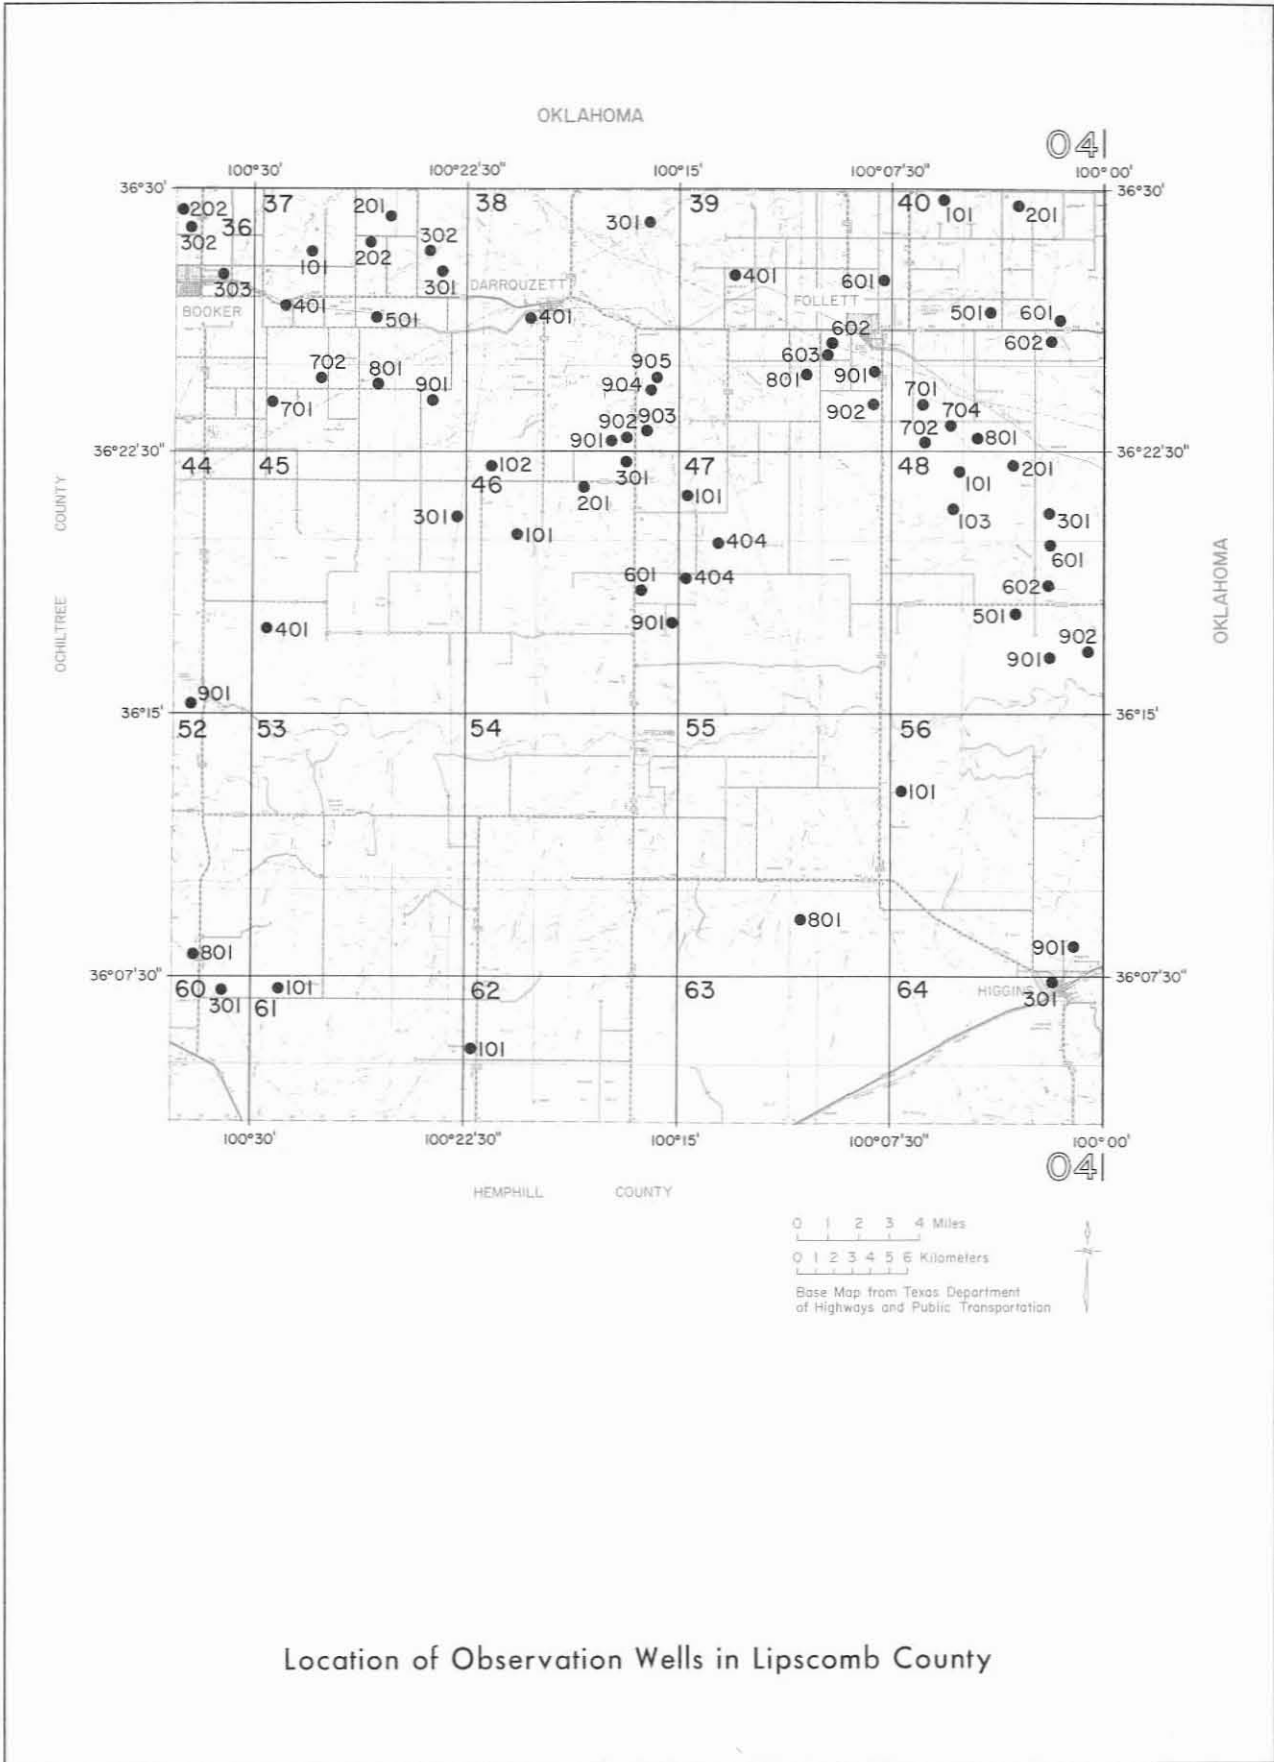 OKLAHOMA
04I
100°30' 100°22'30" 100°15' 100°07'30" 100°00'
36°30' 36°30'
202 37 201 38 39 40
302 36 301 101 201
101 202 302
303 301 DARROUZETT 401 601
401 FOLLETT
BOOKER 501 401 501 601
602 602
603
702 801 905 801 901
904
701 901 902 701
902 903 704
901 702 801
36°22'30" 36°22'30"
44 45 102 301 47 48 201
46 201 101 101
301 101 103 301
404 601
601 404 602
401 901 501
902
901
901
36°15' 36°15'
52 53 54 55 56
101
801
801 901
36°07'30" 36°07'30"
60 301 61 101 62 63 64 HIGGINS 301
101
100°30' 100°22'30" 100°15' 100°07'30" 100°00'
04I
OCHILTREE COUNTY
OKLAHOMA
HEMPHILL COUNTY
0 1 2 3 4 Miles
0 1 2 3 4 5 6 Kilometers
N
Base Map from Texas Department
of Highways and Public Transportation
Location of Observation Wells in Lipscomb County